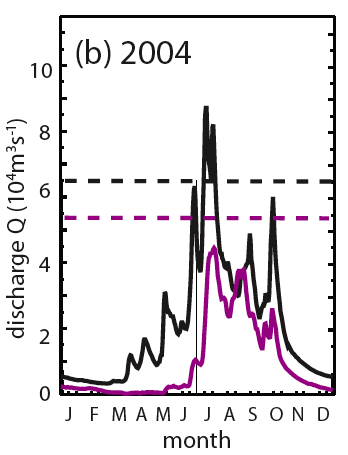 (b) 2004
discharge Q (10⁴m³s⁻¹)
10
8
6
4
2
0
J F M A M J J A S O N D
month